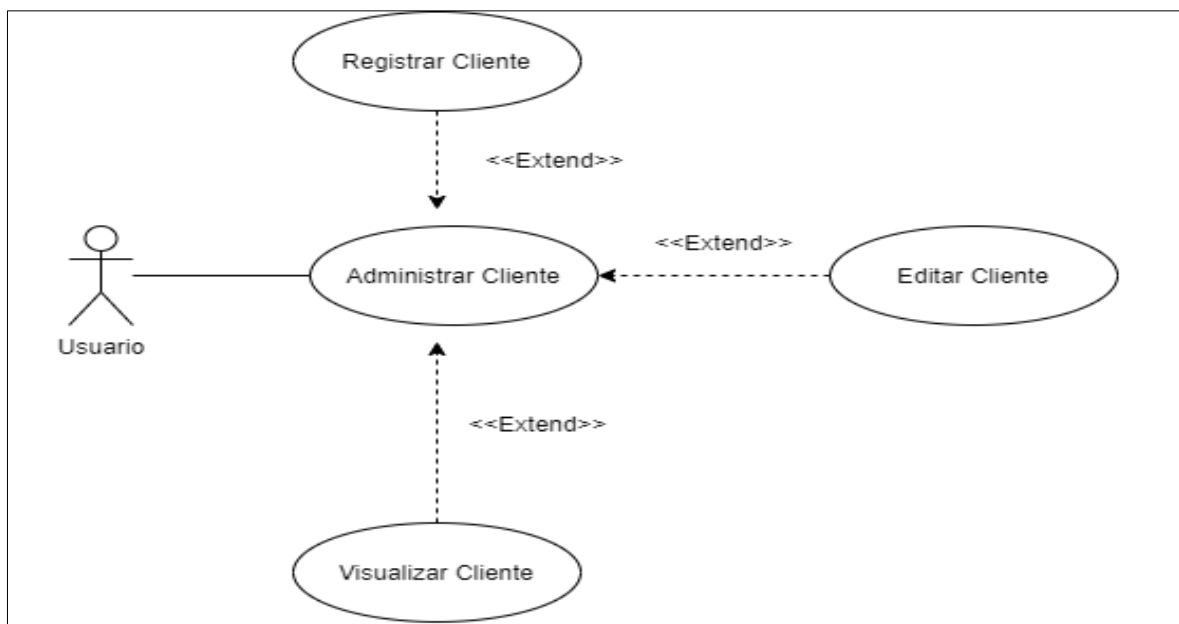 Registrar Cliente
<<Extend>>
<<Extend>>
Administrar Cliente
Editar Cliente
Usuario
<<Extend>>
Visualizar Cliente